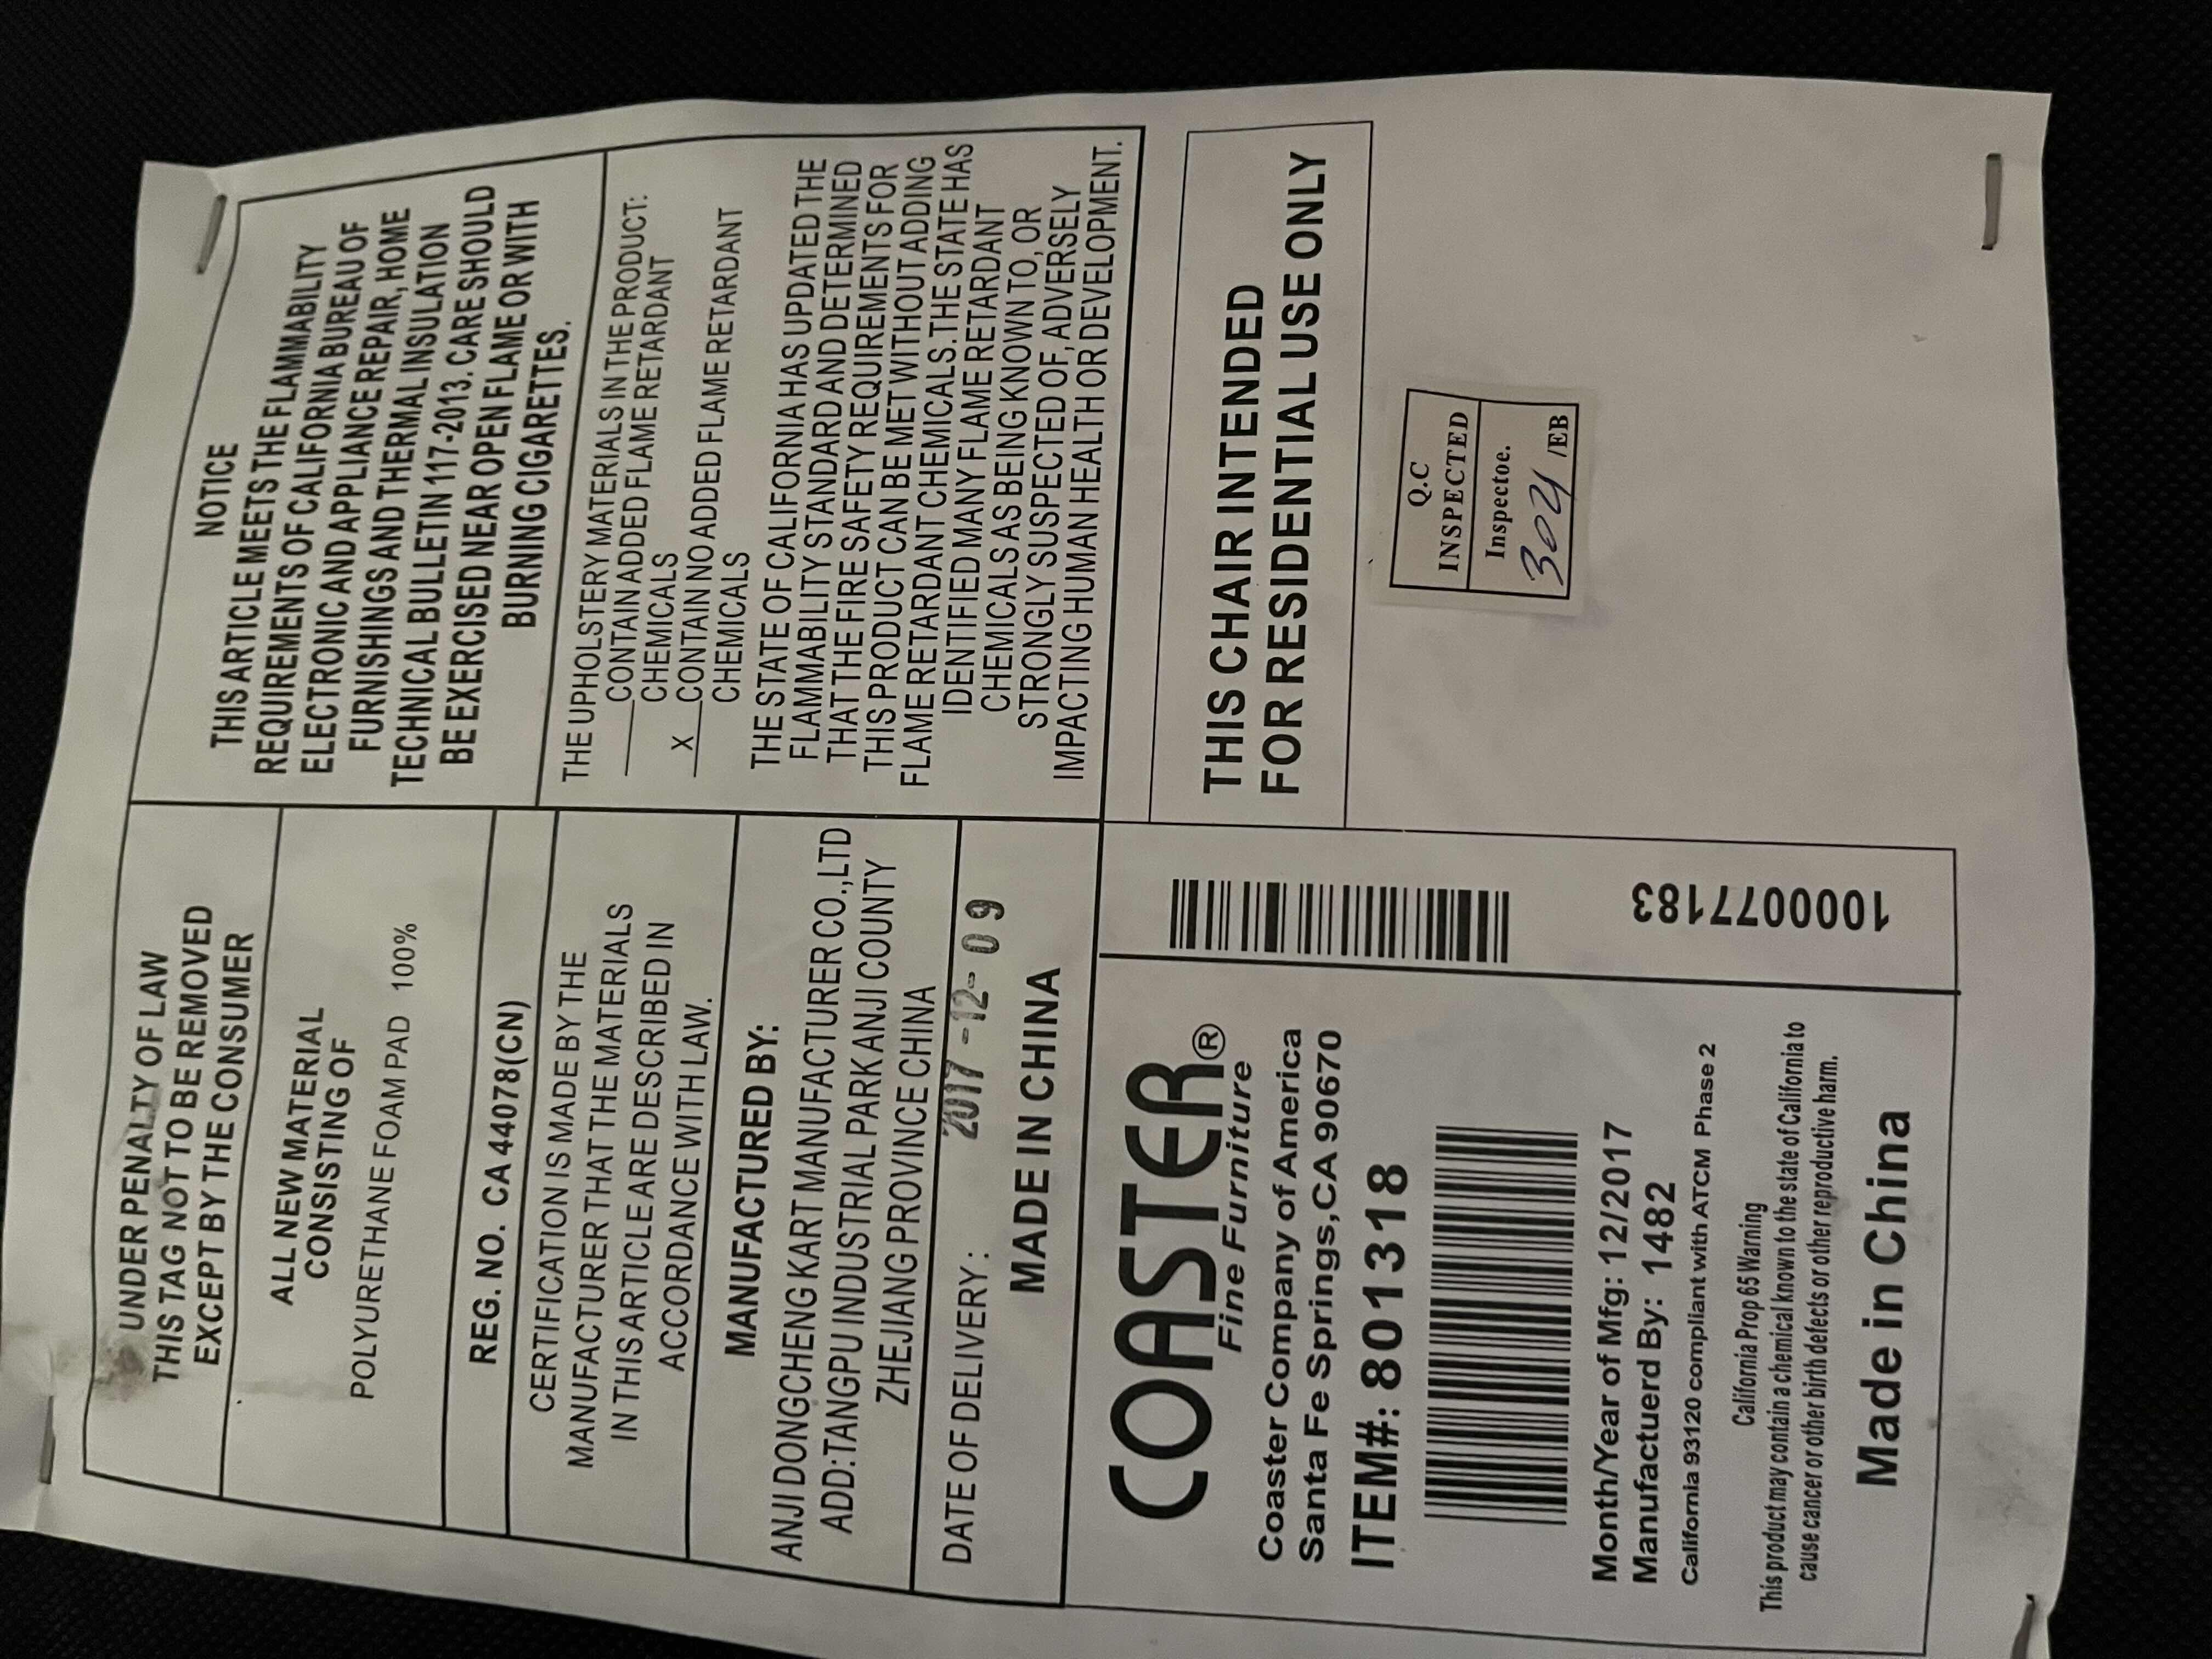 UNDER PENALTY OF LAW
THIS TAG NOT TO BE REMOVED
EXCEPT BY THE CONSUMER
ALL NEW MATERIAL
CONSISTING OF
POLYURETHANE FOAM PAD 100%
REG. NO. CA 44078(CN)
CERTIFICATION IS MADE BY THE
MANUFACTURER THAT THE MATERIALS
IN THIS ARTICLE ARE DESCRIBED IN
ACCORDANCE WITH LAW.
MANUFACTURED BY:
ANJI DONGCHENG KART MANUFACTURER CO.,LTD
ADD:TANGPU INDUSTRIAL PARK ANJI COUNTY
ZHEJIANG PROVINCE CHINA
DATE OF DELIVERY: 2017-12-09
MADE IN CHINA
NOTICE
THIS ARTICLE MEETS THE FLAMMABILITY
REQUIREMENTS OF CALIFORNIA BUREAU OF
ELECTRONIC AND APPLIANCE REPAIR, HOME
FURNISHINGS AND THERMAL INSULATION
TECHNICAL BULLETIN 117-2013. CARE SHOULD
BE EXERCISED NEAR OPEN FLAME OR WITH
BURNING CIGARETTES.
THE UPHOLSTERY MATERIALS IN THE PRODUCT:
____CONTAIN ADDED FLAME RETARDANT
CHEMICALS
__X__CONTAIN NO ADDED FLAME RETARDANT
CHEMICALS
THE STATE OF CALIFORNIA HAS UPDATED THE
FLAMMABILITY STANDARD AND DETERMINED
THAT THE FIRE SAFETY REQUIREMENTS FOR
THIS PRODUCT CAN BE MET WITHOUT ADDING
FLAME RETARDANT CHEMICALS.THE STATE HAS
IDENTIFIED MANY FLAME RETARDANT
CHEMICALS AS BEING KNOWN TO, OR
STRONGLY SUSPECTED OF, ADVERSELY
IMPACTING HUMAN HEALTH OR DEVELOPMENT.
COASTER®
Fine Furniture
Coaster Company of America
Santa Fe Springs,CA 90670
ITEM#: 801318
Month/Year of Mfg: 12/2017
Manufactuerd By: 1482
California 93120 compliant with ATCM Phase 2
California Prop 65 Warning
This product may contain a chemical known to the state of California to
cause cancer or other birth defects or other reproductive harm.
Made in China
100077183
THIS CHAIR INTENDED
FOR RESIDENTIAL USE ONLY
Q.C
INSPECTED
Inspectoe.
3021 /EB